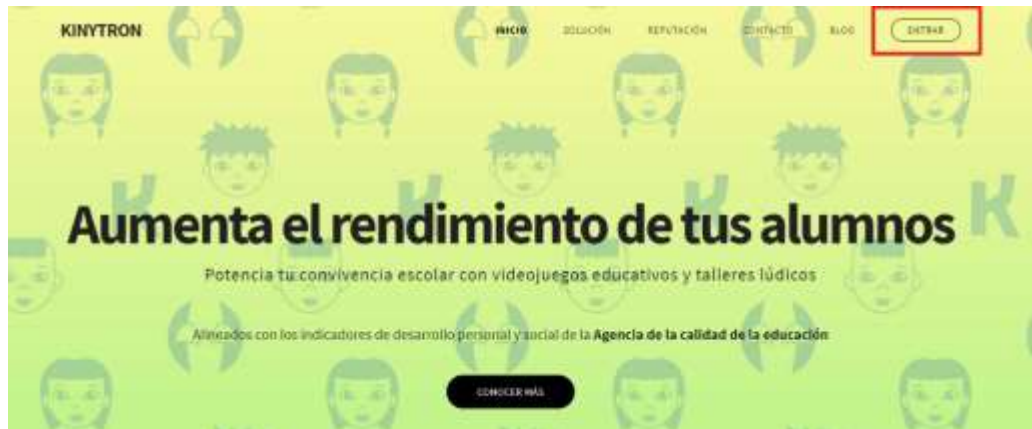 KINYTRON
INICIO SOLUCIÓN REPUTACIÓN CONTACTO BLOG ENTRAR
Aumenta el rendimiento de tus alumnos
Potencia tu convivencia escolar con videojuegos educativos y talleres lúdicos
Alineados con los indicadores de desarrollo personal y social de la Agencia de la calidad de la educación
CONOCER MÁS